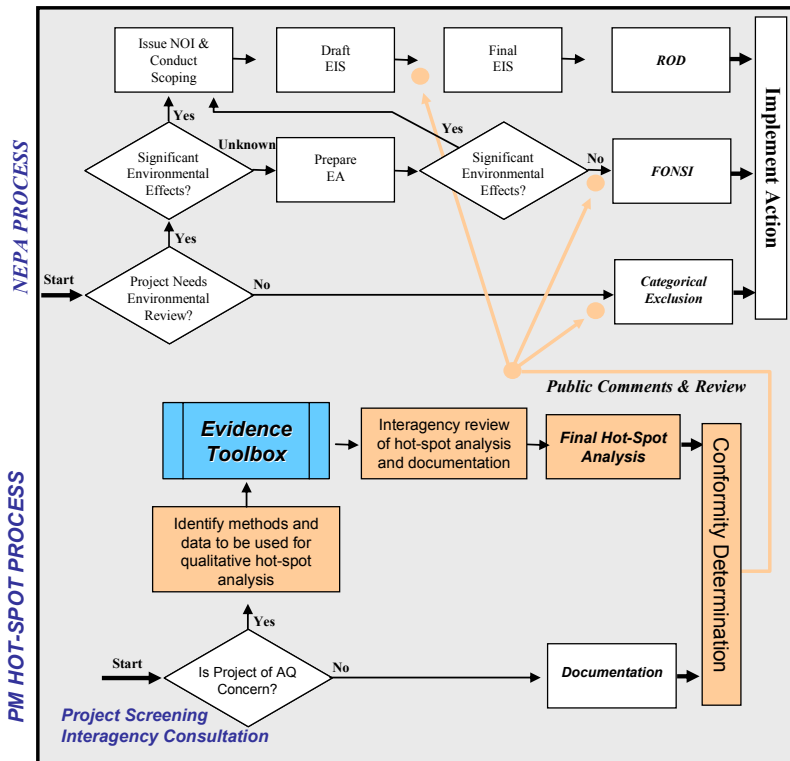 NEPA PROCESS
Issue NOI &
Conduct
Scoping
Draft
EIS
Final
EIS
ROD
Implement Action
Yes
Unknown
Yes
No
Significant
Environmental
Effects?
Prepare
EA
Significant
Environmental
Effects?
FONSI
Yes
Start
Project Needs
Environmental
Review?
No
Categorical
Exclusion
Public Comments & Review
PM HOT-SPOT PROCESS
Evidence
Toolbox
Interagency review
of hot-spot analysis
and documentation
Final Hot-Spot
Analysis
Conformity Determination
Identify methods and
data to be used for
qualitative hot-spot
analysis
Yes
Start
Is Project of AQ
Concern?
No
Documentation
Project Screening
Interagency Consultation